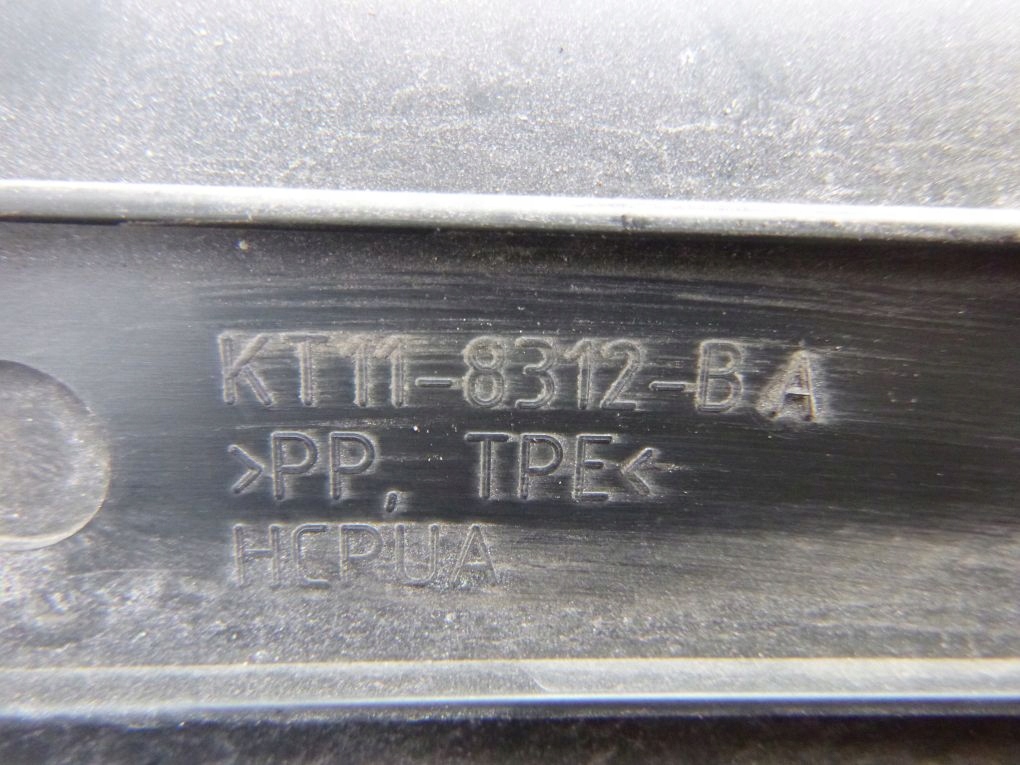 KT11-8312-BA
>PP, TPE<
HCPUA